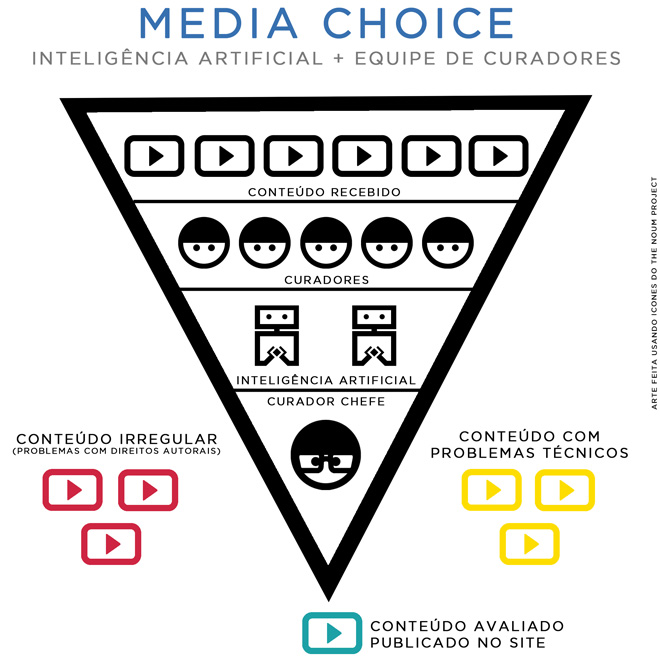 MEDIA CHOICE
INTELIGÊNCIA ARTIFICIAL + EQUIPE DE CURADORES
CONTEÚDO RECEBIDO
CURADORES
INTELIGÊNCIA ARTIFICIAL
CURADOR CHEFE
CONTEÚDO IRREGULAR
(PROBLEMAS COM DIREITOS AUTORAIS)
CONTEÚDO COM
PROBLEMAS TÉCNICOS
CONTEÚDO AVALIADO
PUBLICADO NO SITE
ARTE FEITA USANDO ICONES DO THE NOUM PROJECT